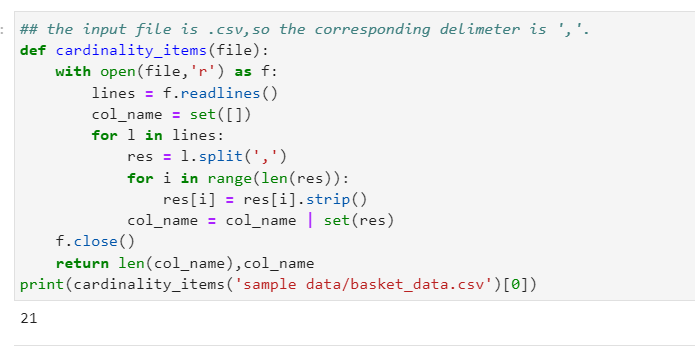 :
## the input file is .csv,so the corresponding delimeter is ','.
def cardinality_items(file):
    with open(file,'r') as f:
        lines = f.readlines()
        col_name = set([])
        for l in lines:
            res = l.split(',')
            for i in range(len(res)):
                res[i] = res[i].strip()
            col_name = col_name | set(res)
    f.close()
    return len(col_name),col_name
print(cardinality_items('sample data/basket_data.csv')[0])
21